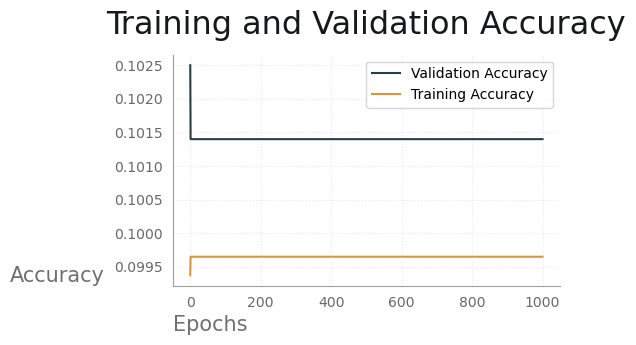 Training and Validation Accuracy
Validation Accuracy
Training Accuracy
0.1025
0.1020
0.1015
0.1010
0.1005
0.1000
0.0995
Accuracy
0 200 400 600 800 1000
Epochs